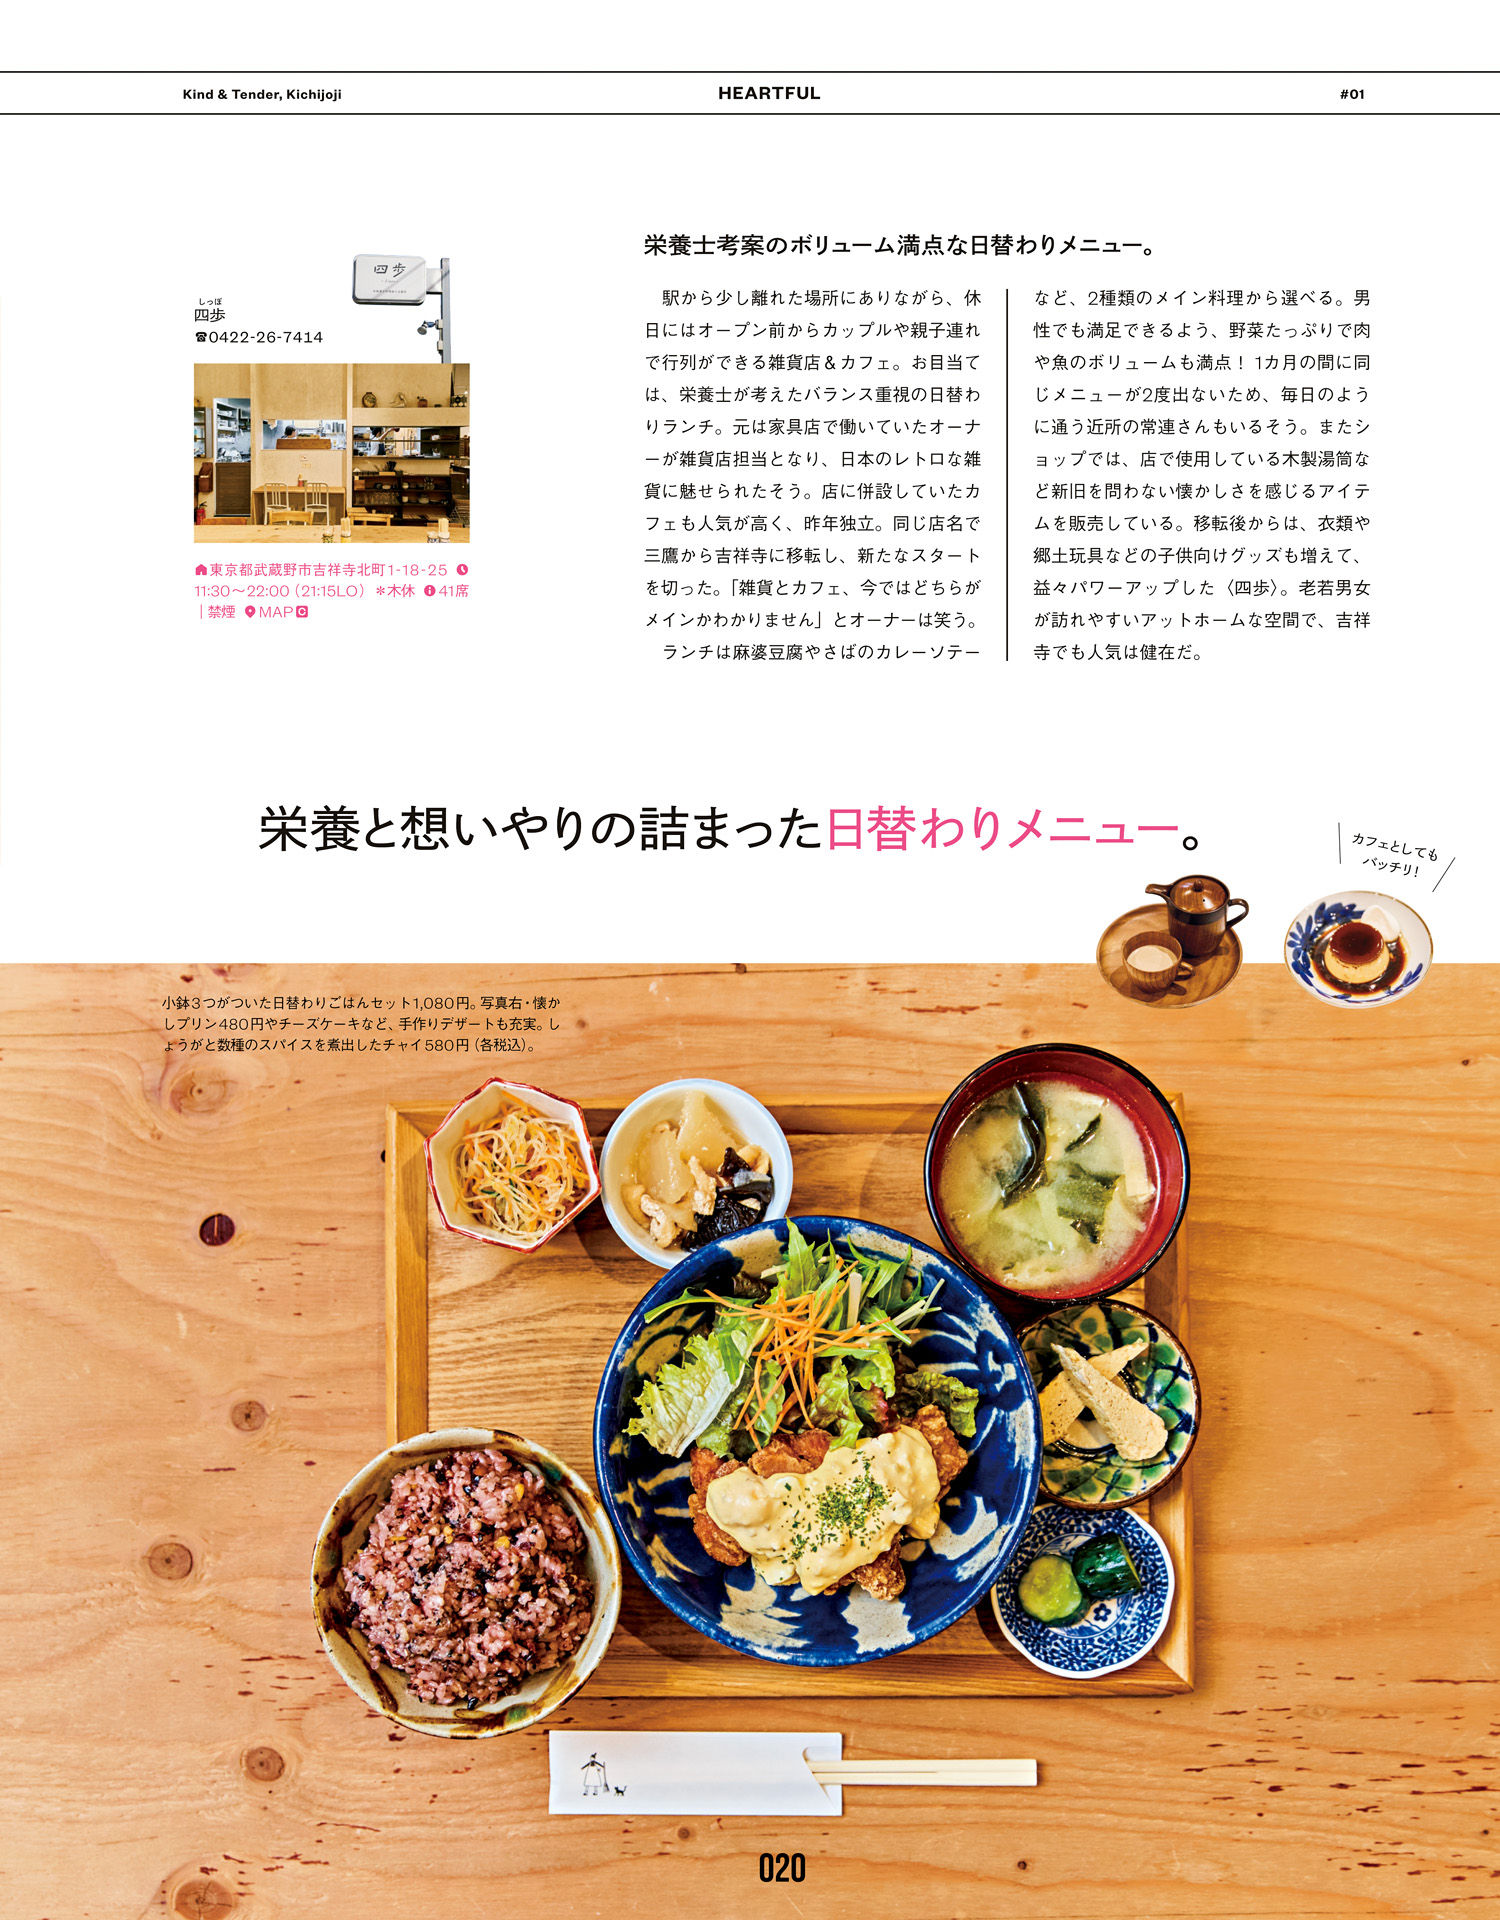 Kind & Tender, Kichijoji
HEARTFUL
#01
四歩
しっぽ
四歩
☎0422-26-7414
東京都武蔵野市吉祥寺北町1-18-25
11:30〜22:00（21:15LO） ＊木休 41席
｜禁煙 MAP C
栄養士考案のボリューム満点な日替わりメニュー。
駅から少し離れた場所にありながら、休
日にはオープン前からカップルや親子連れ
で行列ができる雑貨店＆カフェ。お目当て
は、栄養士が考えたバランス重視の日替わ
りランチ。元は家具店で働いていたオーナ
ーが雑貨店担当となり、日本のレトロな雑
貨に魅せられたそう。店に併設していたカ
フェも人気が高く、昨年独立。同じ店名で
三鷹から吉祥寺に移転し、新たなスタート
を切った。「雑貨とカフェ、今ではどちらが
メインかわかりません」とオーナーは笑う。
ランチは麻婆豆腐やさばのカレーソテー
など、2種類のメイン料理から選べる。男
性でも満足できるよう、野菜たっぷりで肉
や魚のボリュームも満点！ 1カ月の間に同
じメニューが2度出ないため、毎日のよう
に通う近所の常連さんもいるそう。またシ
ョップでは、店で使用している木製湯筒な
ど新旧を問わない懐かしさを感じるアイテ
ムを販売している。移転後からは、衣類や
郷土玩具などの子供向けグッズも増えて、
益々パワーアップした〈四歩〉。老若男女
が訪れやすいアットホームな空間で、吉祥
寺でも人気は健在だ。
栄養と想いやりの詰まった日替わりメニュー。
カフェとしても
バッチリ！
小鉢3つがついた日替わりごはんセット1,080円。写真右・懐か
しプリン480円やチーズケーキなど、手作りデザートも充実。し
ょうがと数種のスパイスを煮出したチャイ580円（各税込）。
020